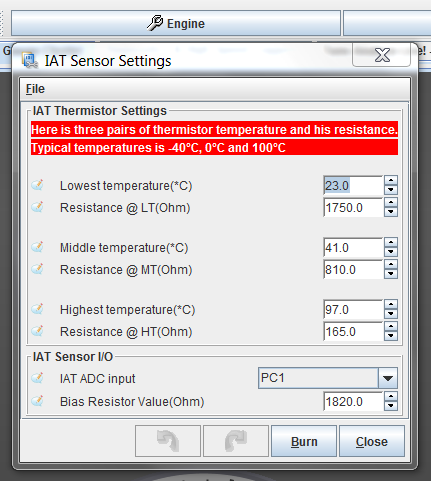 Engine
IAT Sensor Settings
File
IAT Thermistor Settings
Here is three pairs of thermistor temperature and his resistance.
Typical temperatures is -40°C, 0°C and 100°C
Lowest temperature(*C) 23.0
Resistance @ LT(Ohm) 1750.0
Middle temperature(*C) 41.0
Resistance @ MT(Ohm) 810.0
Highest temperature(*C) 97.0
Resistance @ HT(Ohm) 165.0
IAT Sensor I/O
IAT ADC input PC1
Bias Resistor Value(Ohm) 1820.0
Burn Close